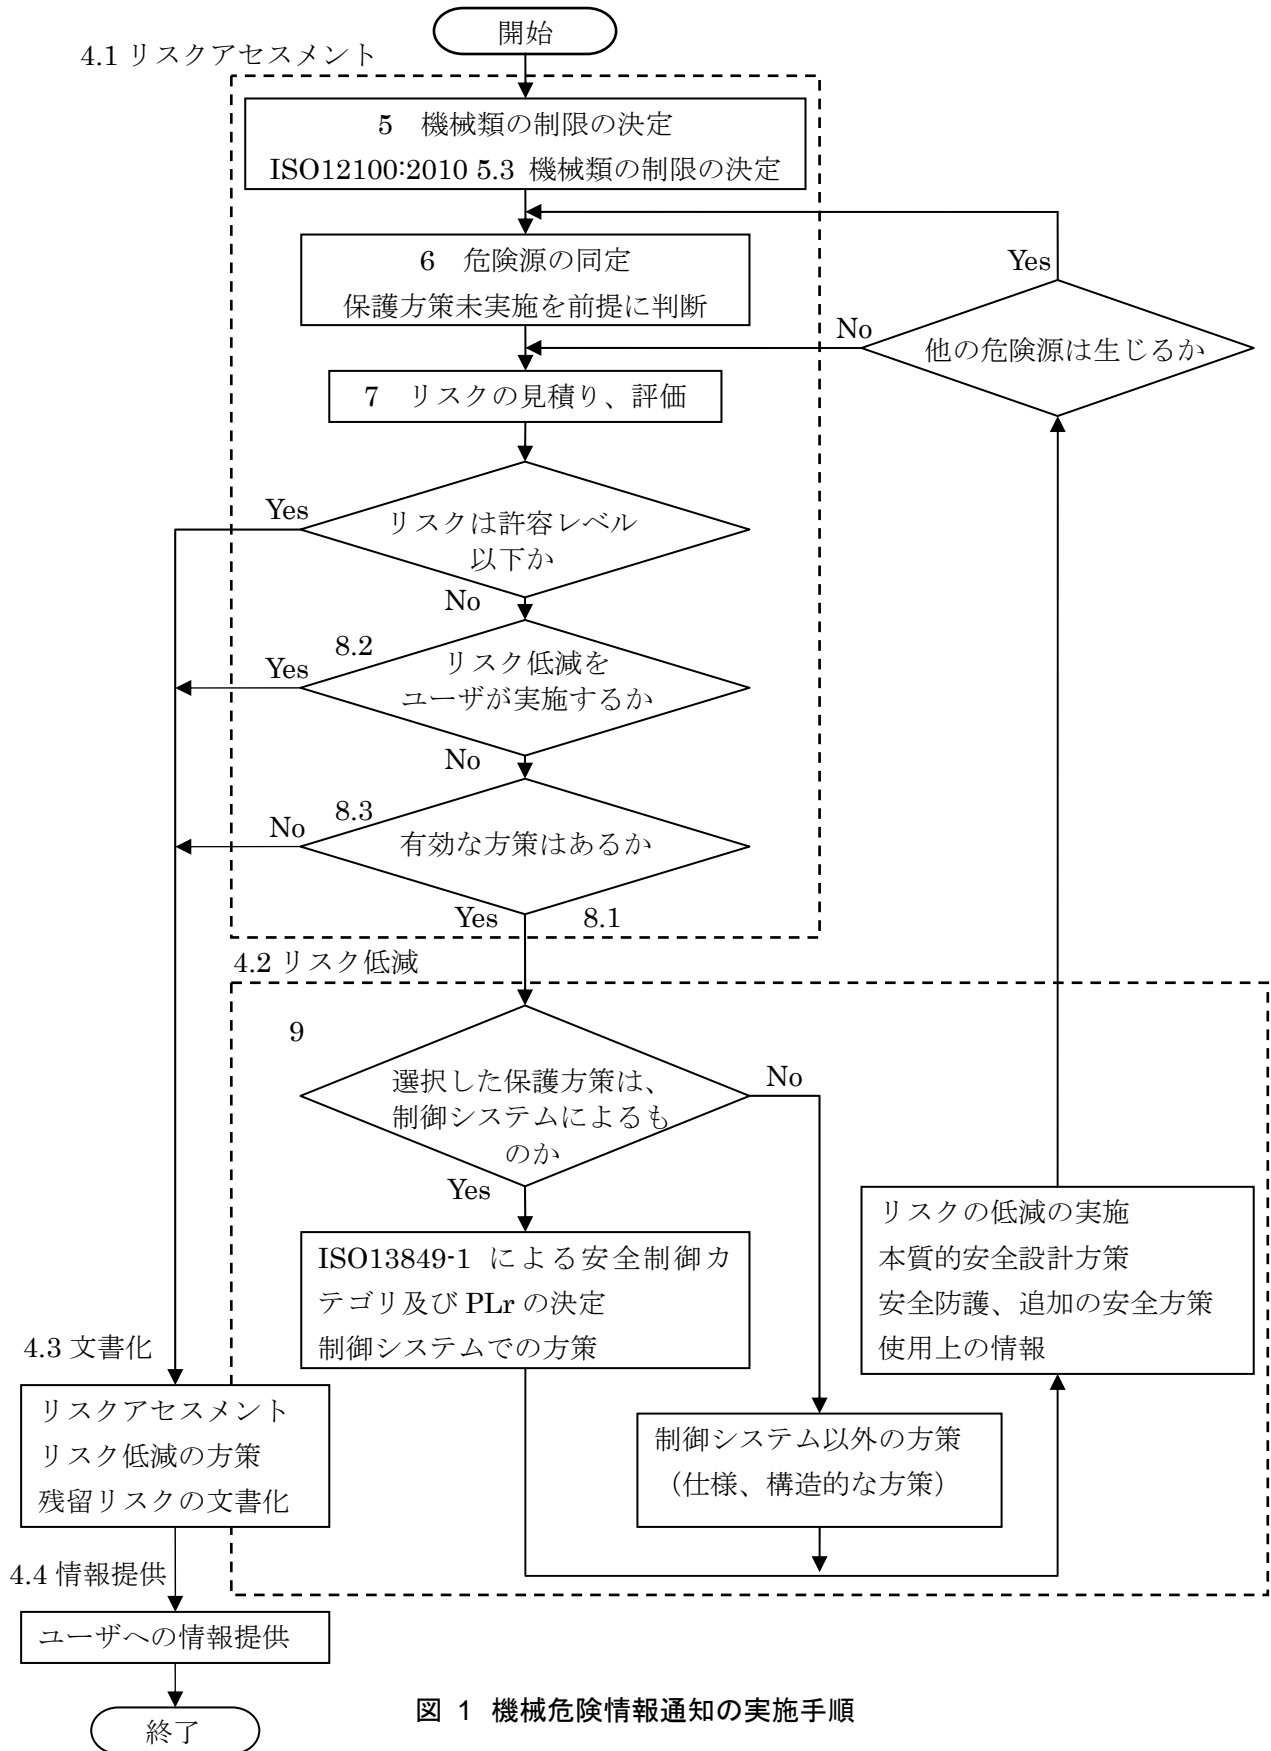 開始
4.1 リスクアセスメント
5 機械類の制限の決定
ISO12100:2010 5.3 機械類の制限の決定
6 危険源の同定
保護方策未実施を前提に判断
Yes
No
他の危険源は生じるか
7 リスクの見積り、評価
Yes
リスクは許容レベル
以下か
No
8.2
Yes
リスク低減を
ユーザが実施するか
No
8.3
No
有効な方策はあるか
Yes
8.1
4.2 リスク低減
9
選択した保護方策は、
制御システムによるも
のか
No
Yes
ISO13849-1 による安全制御カ
テゴリ及び PLr の決定
制御システムでの方策
リスクの低減の実施
本質的安全設計方策
安全防護、追加の安全方策
使用上の情報
制御システム以外の方策
（仕様、構造的な方策）
4.3 文書化
リスクアセスメント
リスク低減の方策
残留リスクの文書化
4.4 情報提供
ユーザへの情報提供
終了
図 1 機械危険情報通知の実施手順